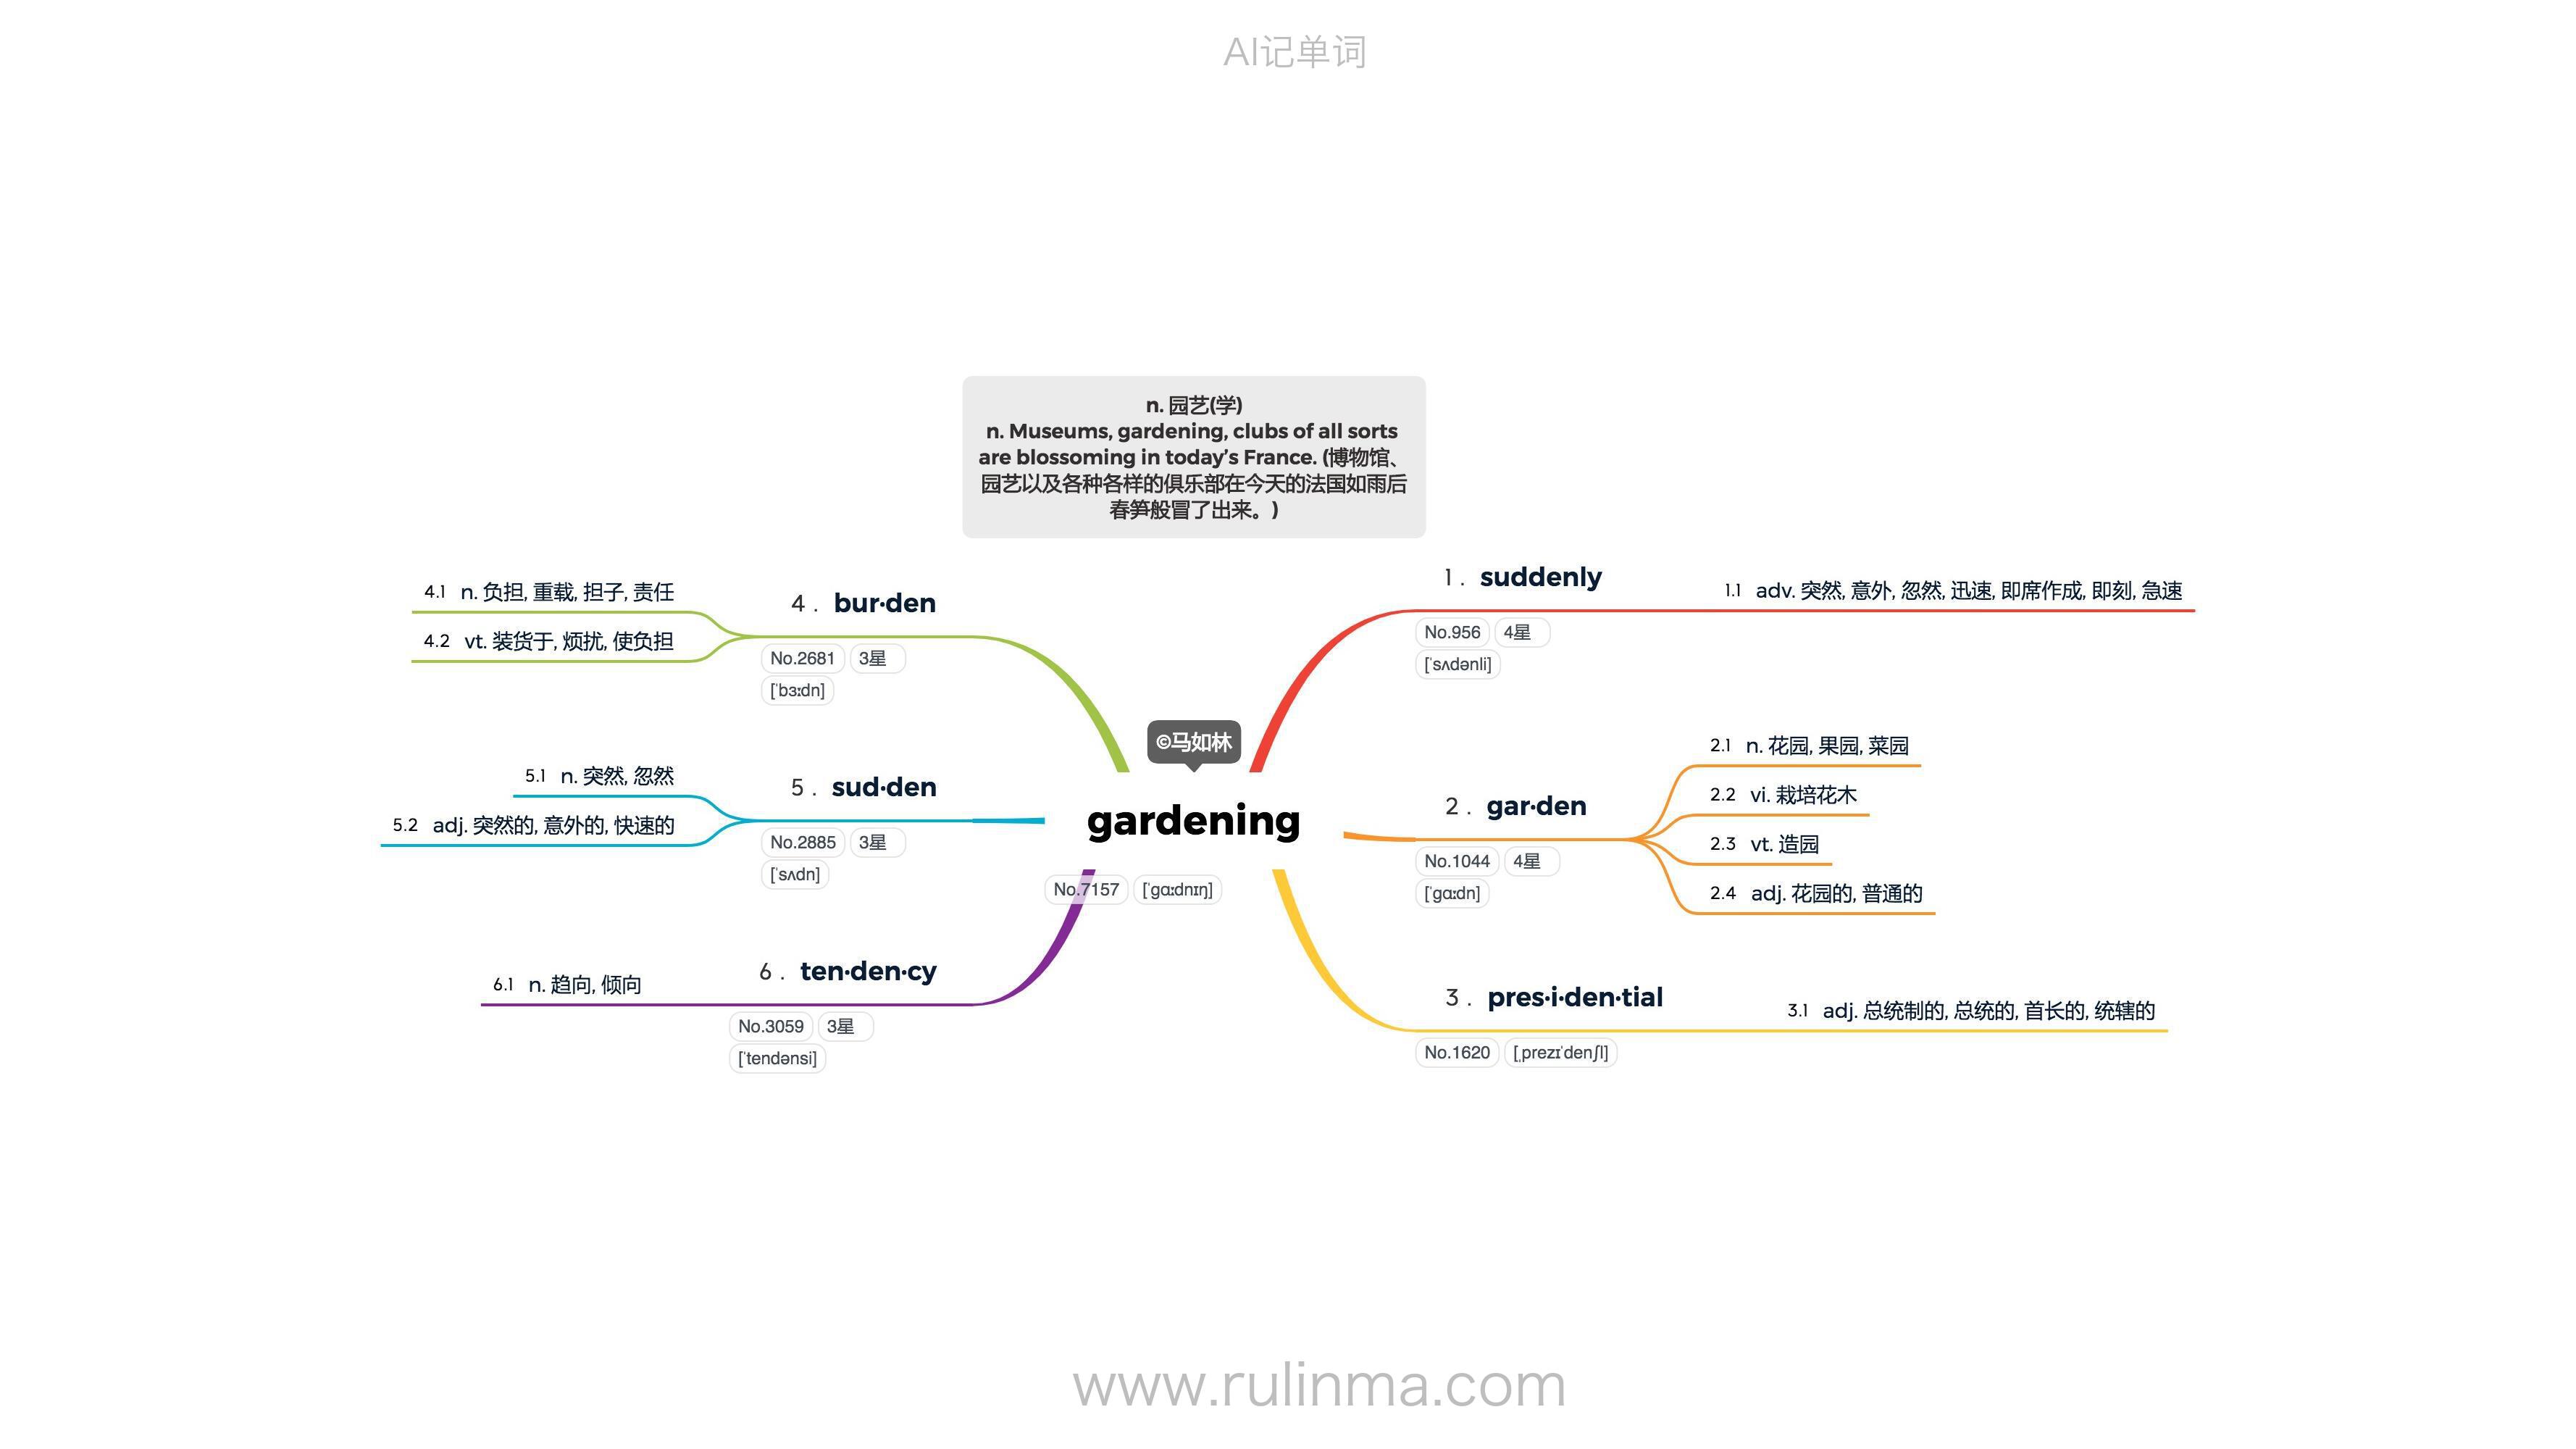 AI记单词
n. 园艺(学)
n. Museums, gardening, clubs of all sorts
are blossoming in today’s France. (博物馆、
园艺以及各种各样的俱乐部在今天的法国如雨后
春笋般冒了出来。)
©马如林
gardening
No.7157 [ˈɡɑːdnɪŋ]
1 . suddenly
No.956 4星
[ˈsʌdənli]
1.1 adv. 突然, 意外, 忽然, 迅速, 即席作成, 即刻, 急速
2 . gar·den
No.1044 4星
[ˈɡɑːdn]
2.1 n. 花园, 果园, 菜园
2.2 vi. 栽培花木
2.3 vt. 造园
2.4 adj. 花园的, 普通的
3 . pres·i·den·tial
No.1620 [ˌprezɪˈdenʃl]
3.1 adj. 总统制的, 总统的, 首长的, 统辖的
4 . bur·den
No.2681 3星
[ˈbɜːdn]
4.1 n. 负担, 重载, 担子, 责任
4.2 vt. 装货于, 烦扰, 使负担
5 . sud·den
No.2885 3星
[ˈsʌdn]
5.1 n. 突然, 忽然
5.2 adj. 突然的, 意外的, 快速的
6 . ten·den·cy
No.3059 3星
[ˈtendənsi]
6.1 n. 趋向, 倾向
www.rulinma.com